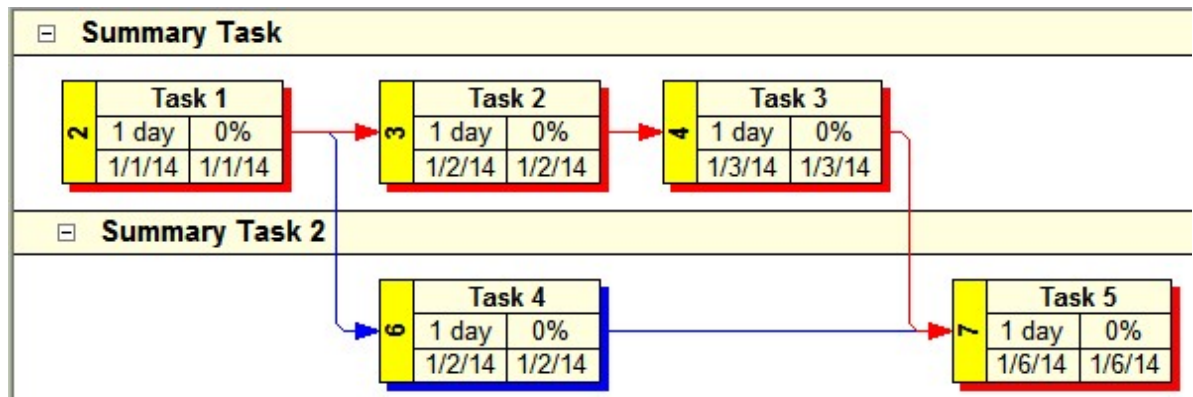 Summary Task
2
Task 1
1 day 0%
1/1/14 1/1/14
3
Task 2
1 day 0%
1/2/14 1/2/14
4
Task 3
1 day 0%
1/3/14 1/3/14
Summary Task 2
6
Task 4
1 day 0%
1/2/14 1/2/14
7
Task 5
1 day 0%
1/6/14 1/6/14